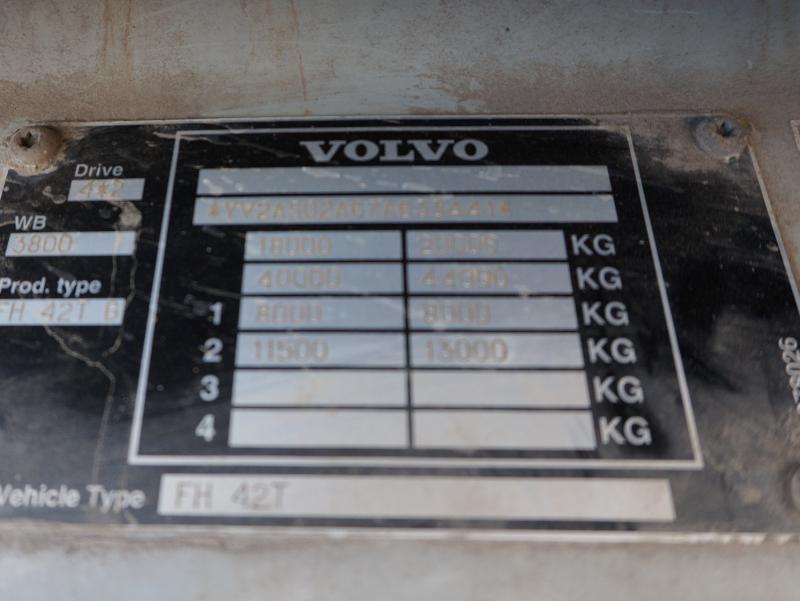 VOLVO
Drive
4*2
WB
3800
Prod. type
FH 42T B
18000 KG
40000 44000 KG
1 8000 8000 KG
2 11500 13000 KG
3 KG
4 KG
Vehicle Type FH 42T